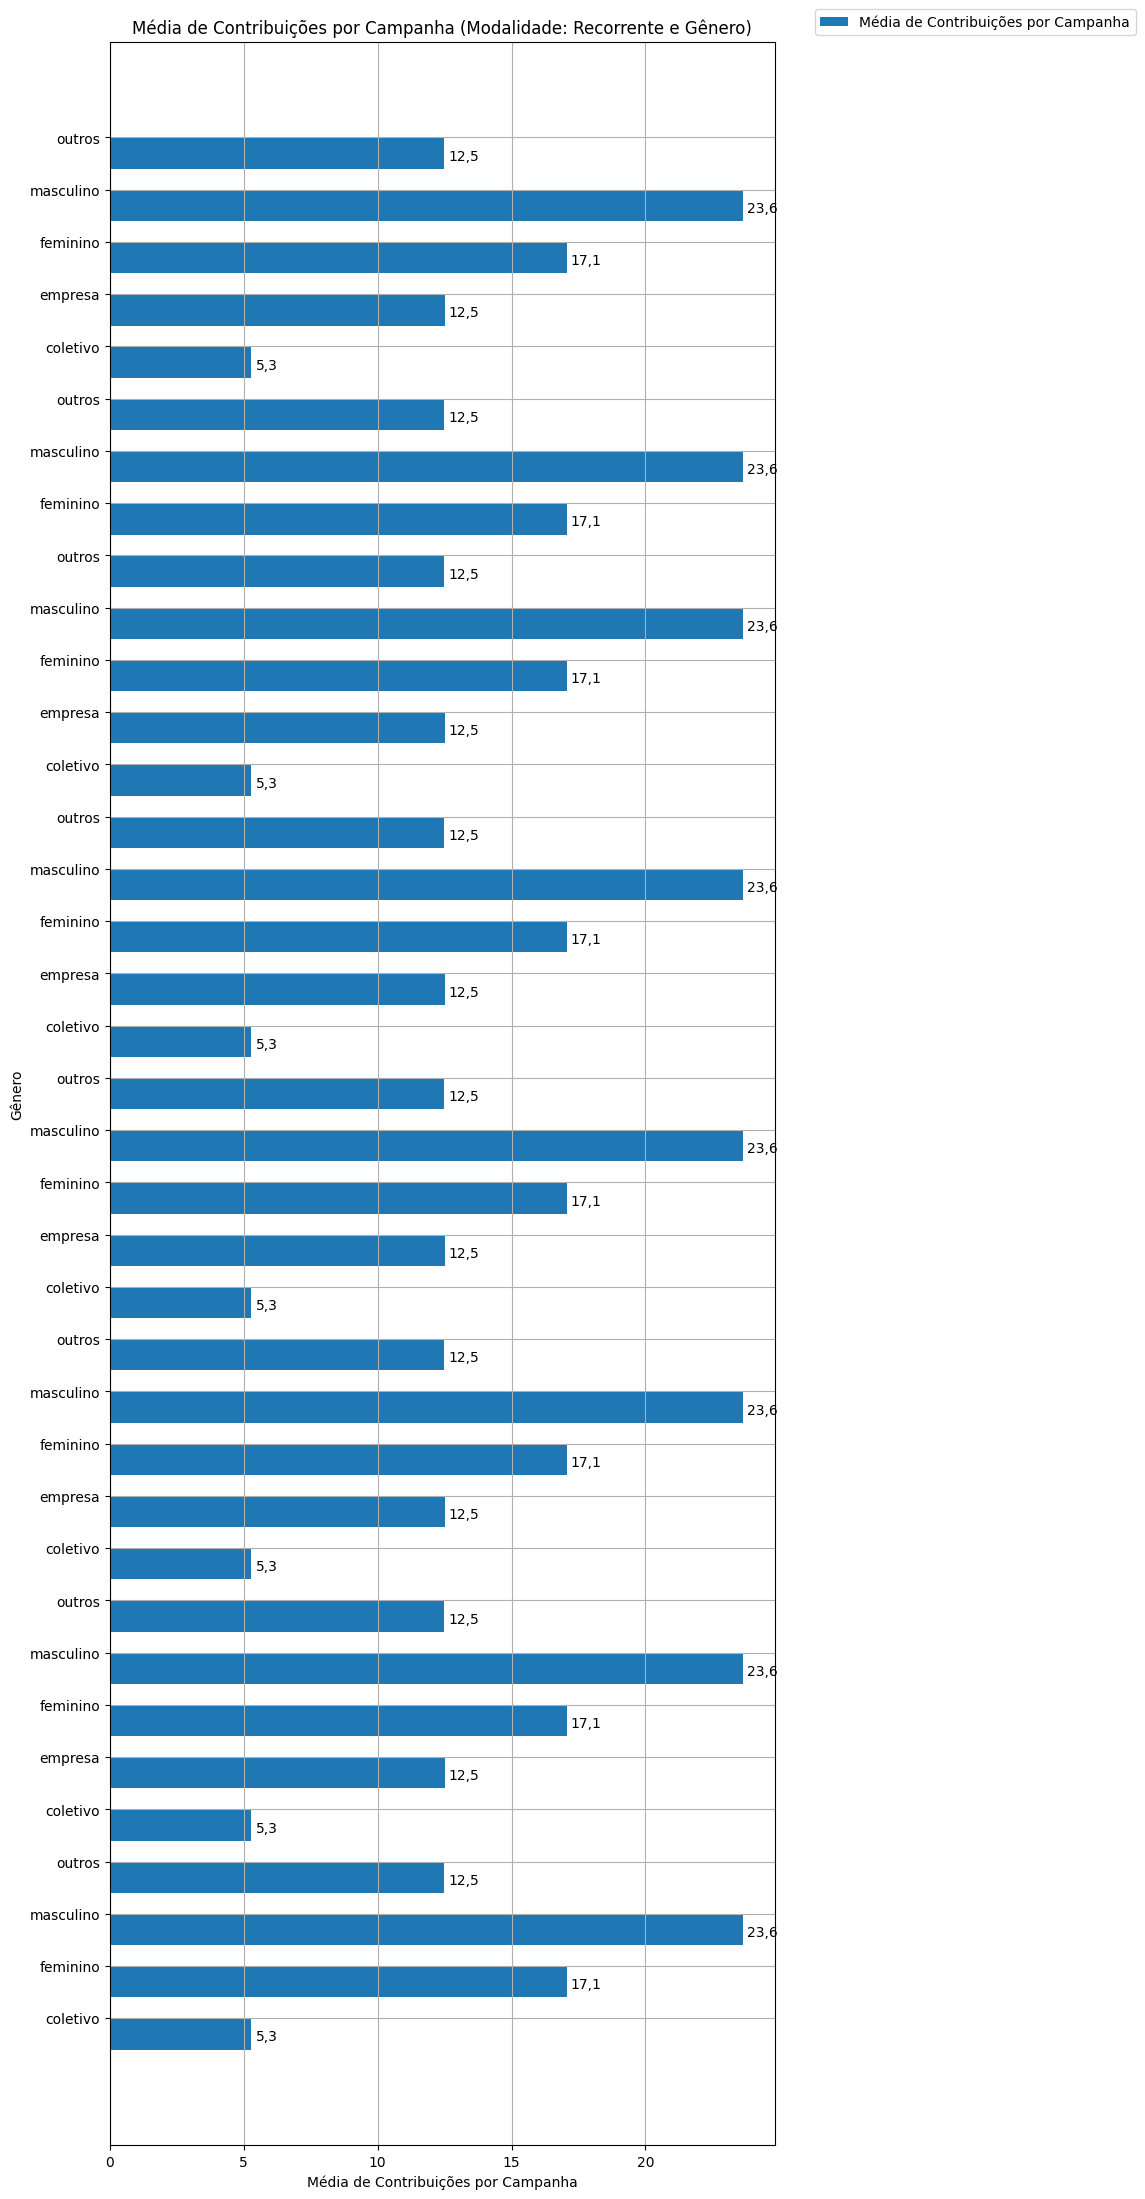 Média de Contribuições por Campanha (Modalidade: Recorrente e Gênero)
Média de Contribuições por Campanha
outros
12,5
masculino
23,6
feminino
17,1
empresa
12,5
coletivo
5,3
outros
12,5
masculino
23,6
feminino
17,1
outros
12,5
masculino
23,6
feminino
17,1
empresa
12,5
coletivo
5,3
outros
12,5
masculino
23,6
feminino
17,1
empresa
12,5
coletivo
5,3
outros
12,5
masculino
23,6
feminino
17,1
empresa
12,5
coletivo
5,3
outros
12,5
masculino
23,6
feminino
17,1
empresa
12,5
coletivo
5,3
outros
12,5
masculino
23,6
feminino
17,1
empresa
12,5
coletivo
5,3
outros
12,5
masculino
23,6
feminino
17,1
coletivo
5,3
Gênero
0 5 10 15 20
Média de Contribuições por Campanha